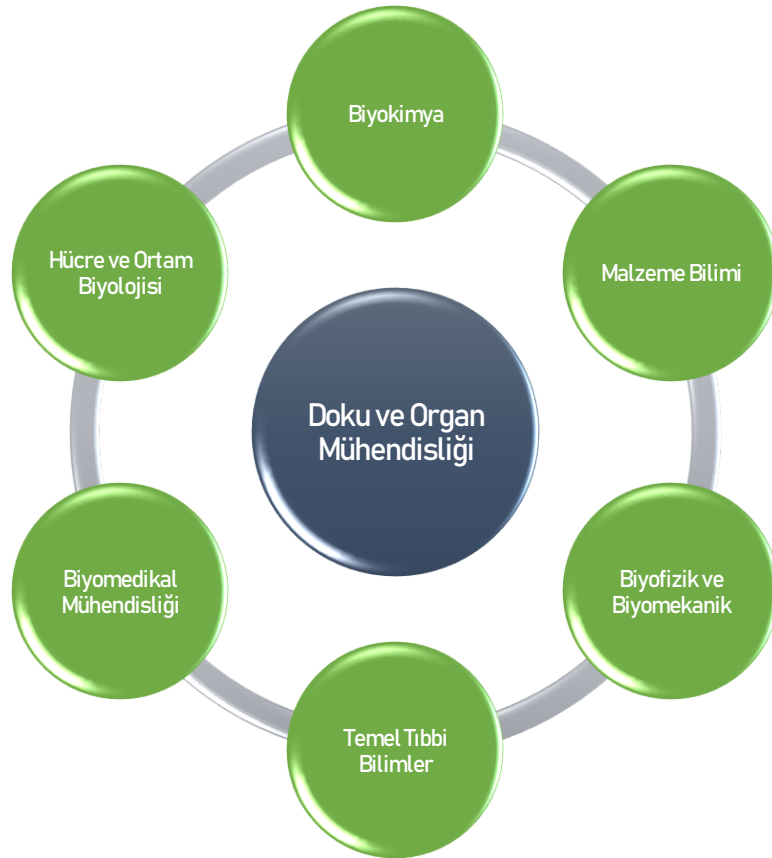 Biyokimya
Malzeme Bilimi
Biyofizik ve
Biyomekanik
Temel Tıbbi
Bilimler
Biyomedikal
Mühendisliği
Hücre ve Ortam
Biyolojisi
Doku ve Organ
Mühendisliği